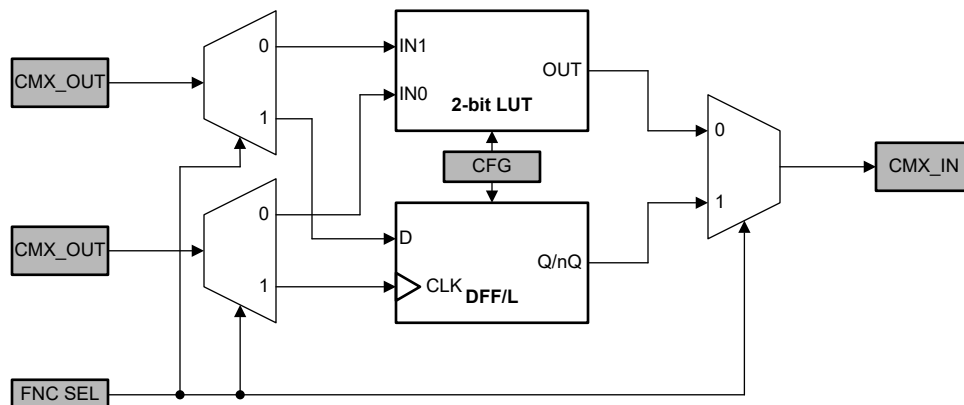 CMX_OUT
0
1
IN1
IN0
OUT
2-bit LUT
CFG
0
1
CMX_IN
CMX_OUT
0
1
D
CLK
Q/nQ
DFF/L
FNC SEL